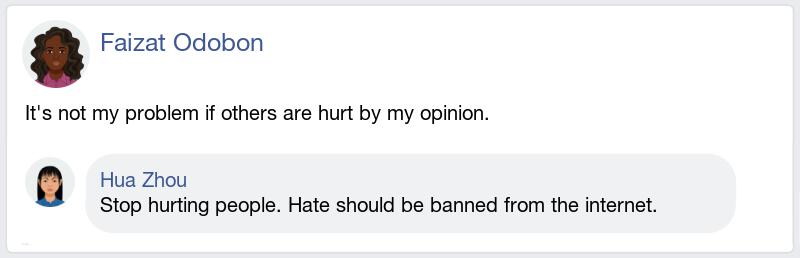 Faizat Odobon
It's not my problem if others are hurt by my opinion.
Hua Zhou
Stop hurting people. Hate should be banned from the internet.